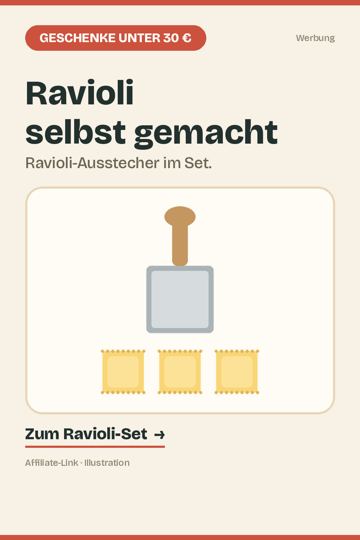 GESCHENKE UNTER 30 €
Werbung
Ravioli
selbst gemacht
Ravioli-Ausstecher im Set.
Zum Ravioli-Set →
Affiliate-Link · Illustration